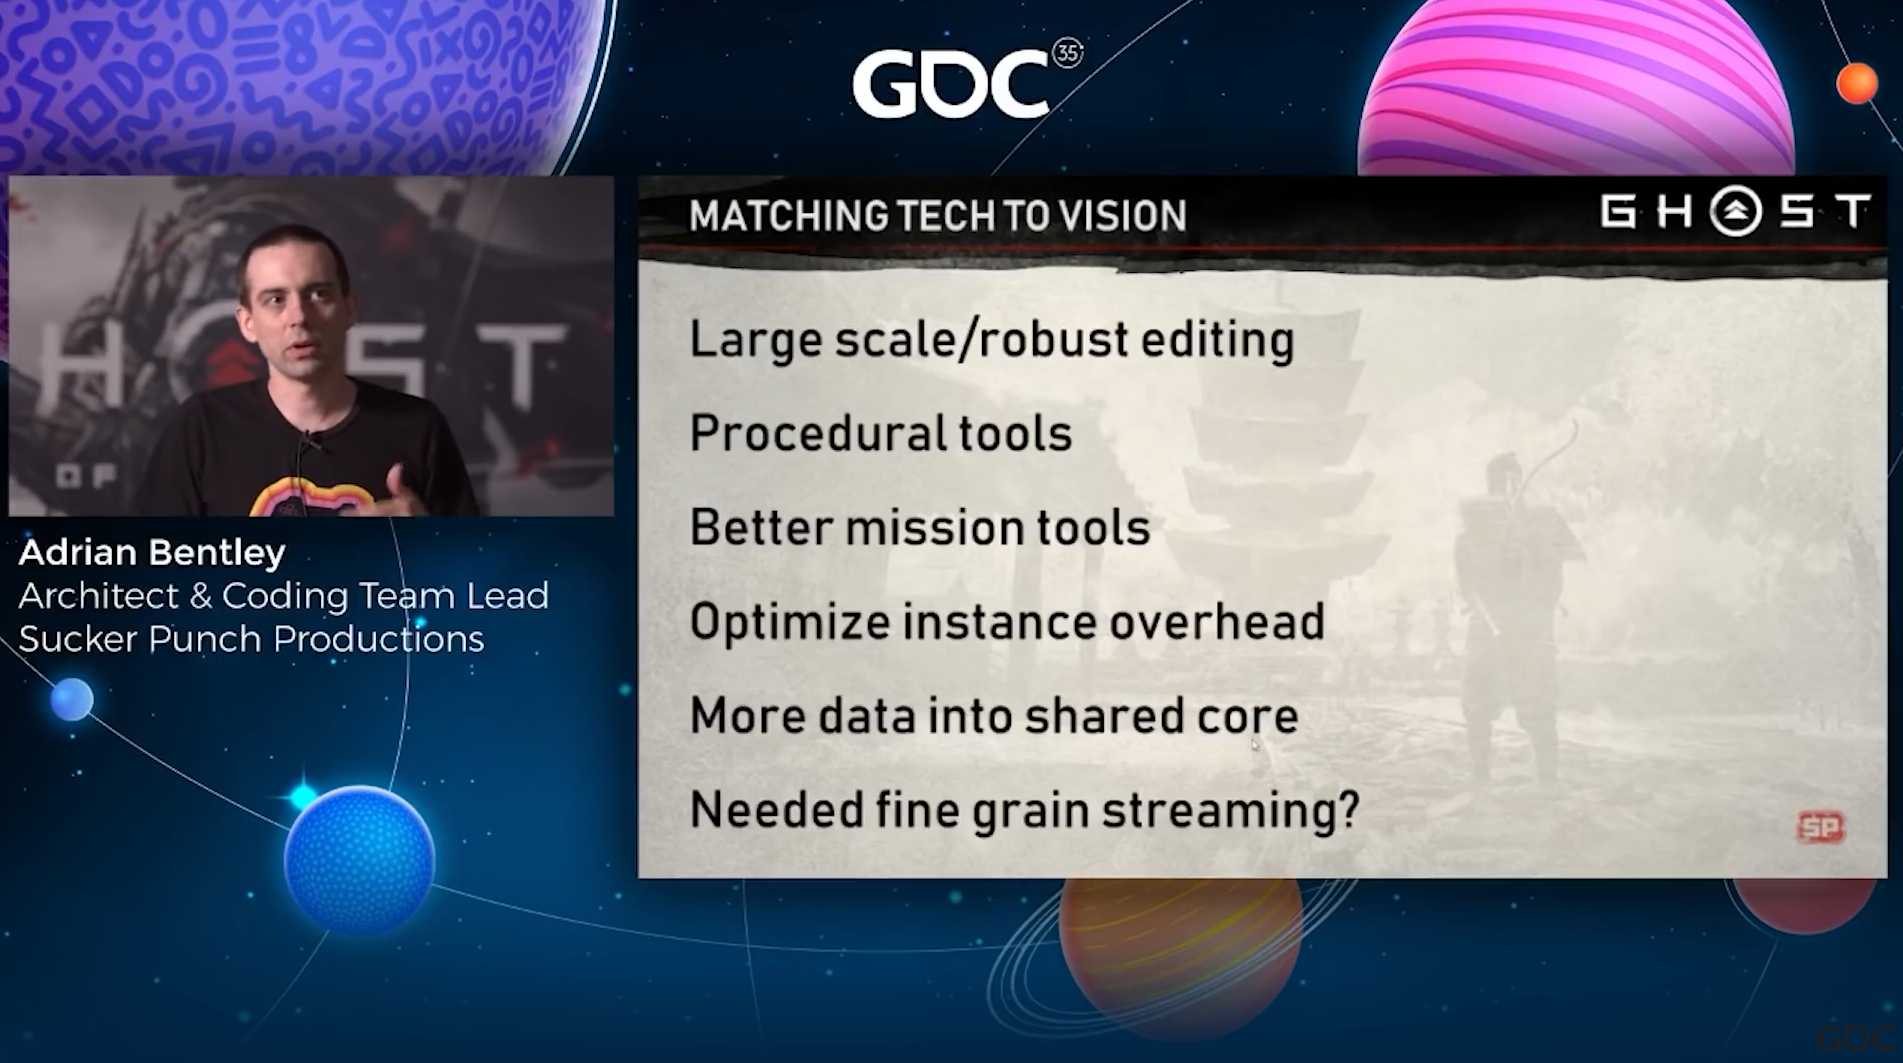 GDC 35
MATCHING TECH TO VISION
GHOST
H ST
OF
Adrian Bentley
Architect & Coding Team Lead
Sucker Punch Productions
Large scale/robust editing
Procedural tools
Better mission tools
Optimize instance overhead
More data into shared core
Needed fine grain streaming?
SP
GDC